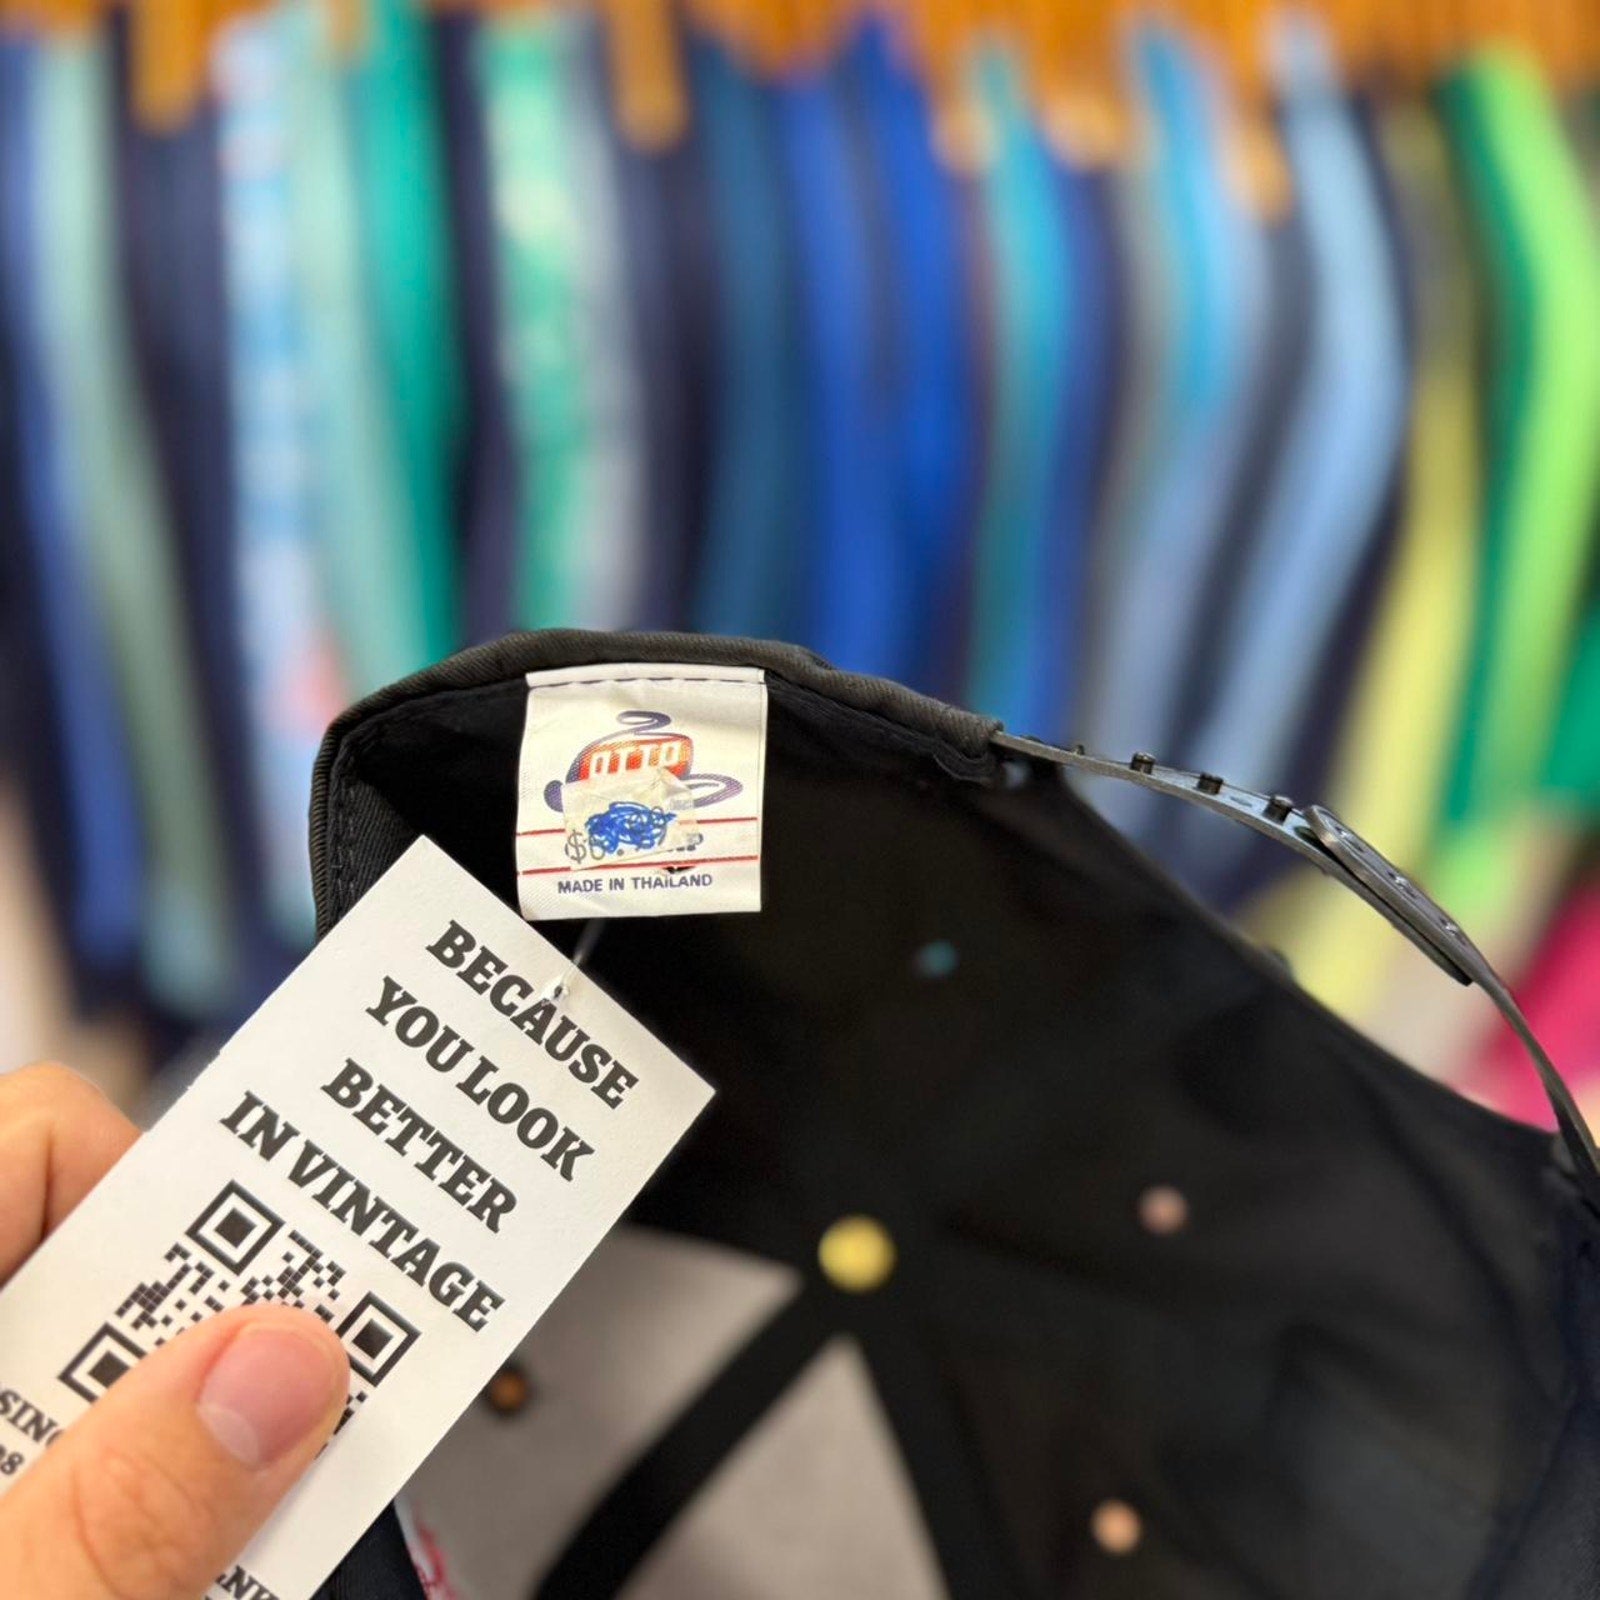 OTTO
MADE IN THAILAND
BECAUSE
YOU LOOK
BETTER
IN VINTAGE